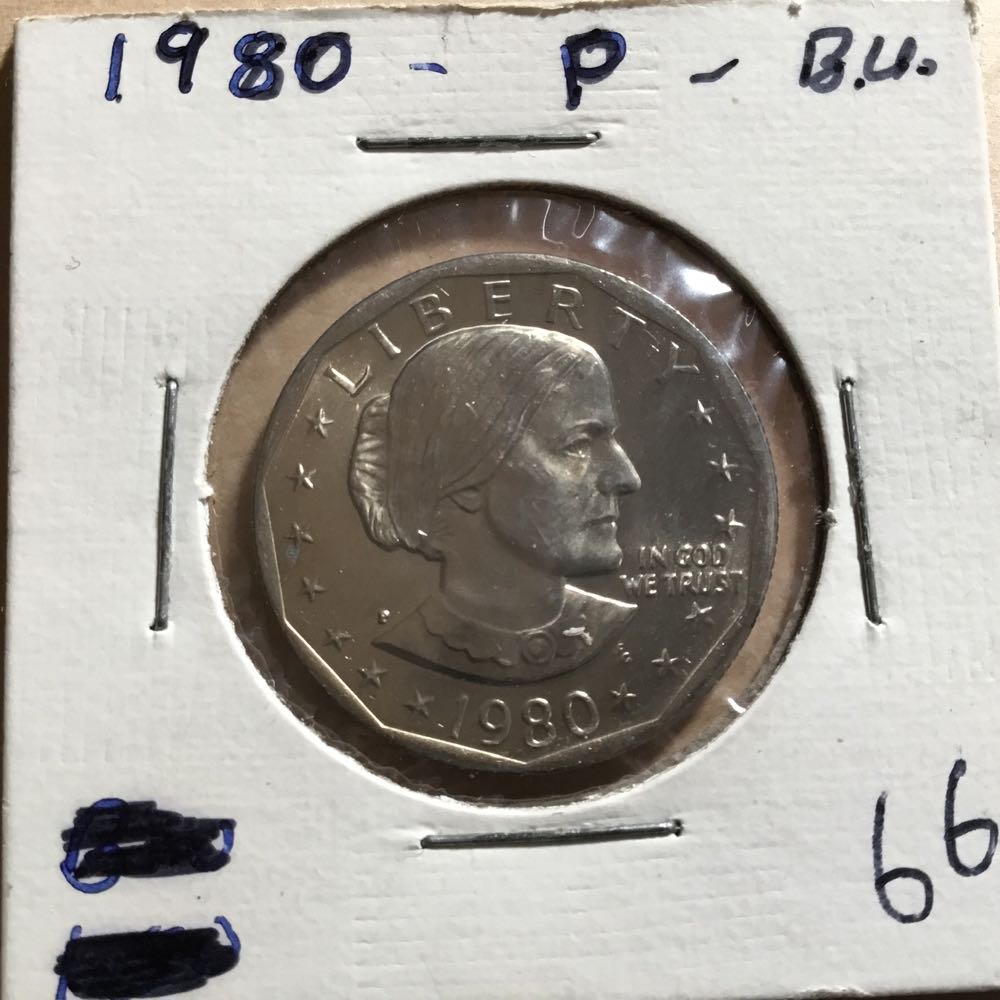 1980 - P - B.U.
LIBERTY
IN GOD
WE TRUST
P
1980
66